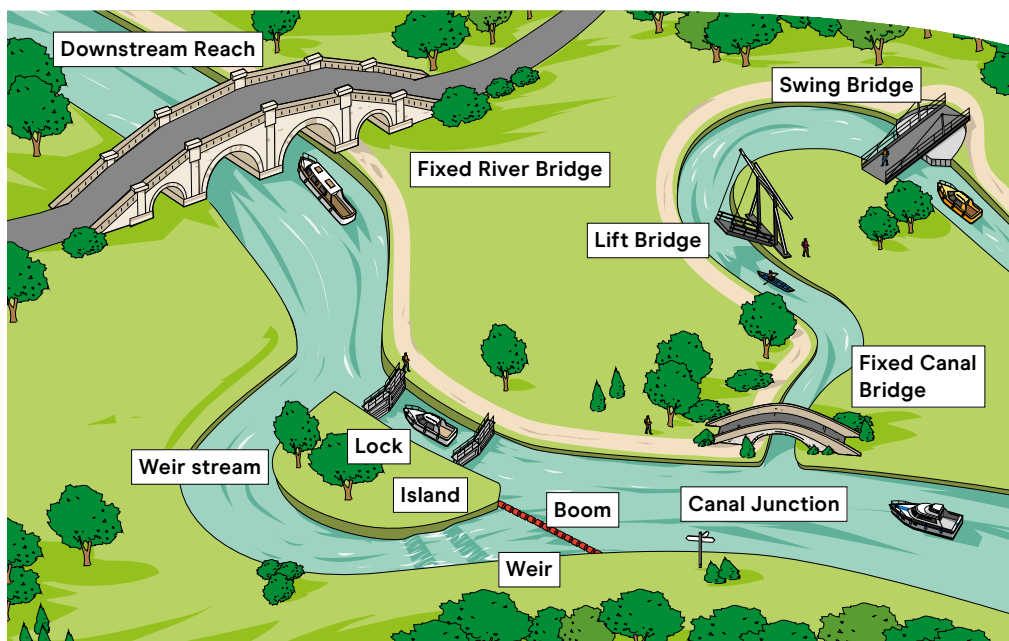 Downstream Reach
Swing Bridge
Fixed River Bridge
Lift Bridge
Fixed Canal
Bridge
Lock
Weir stream
Island
Boom
Canal Junction
Weir